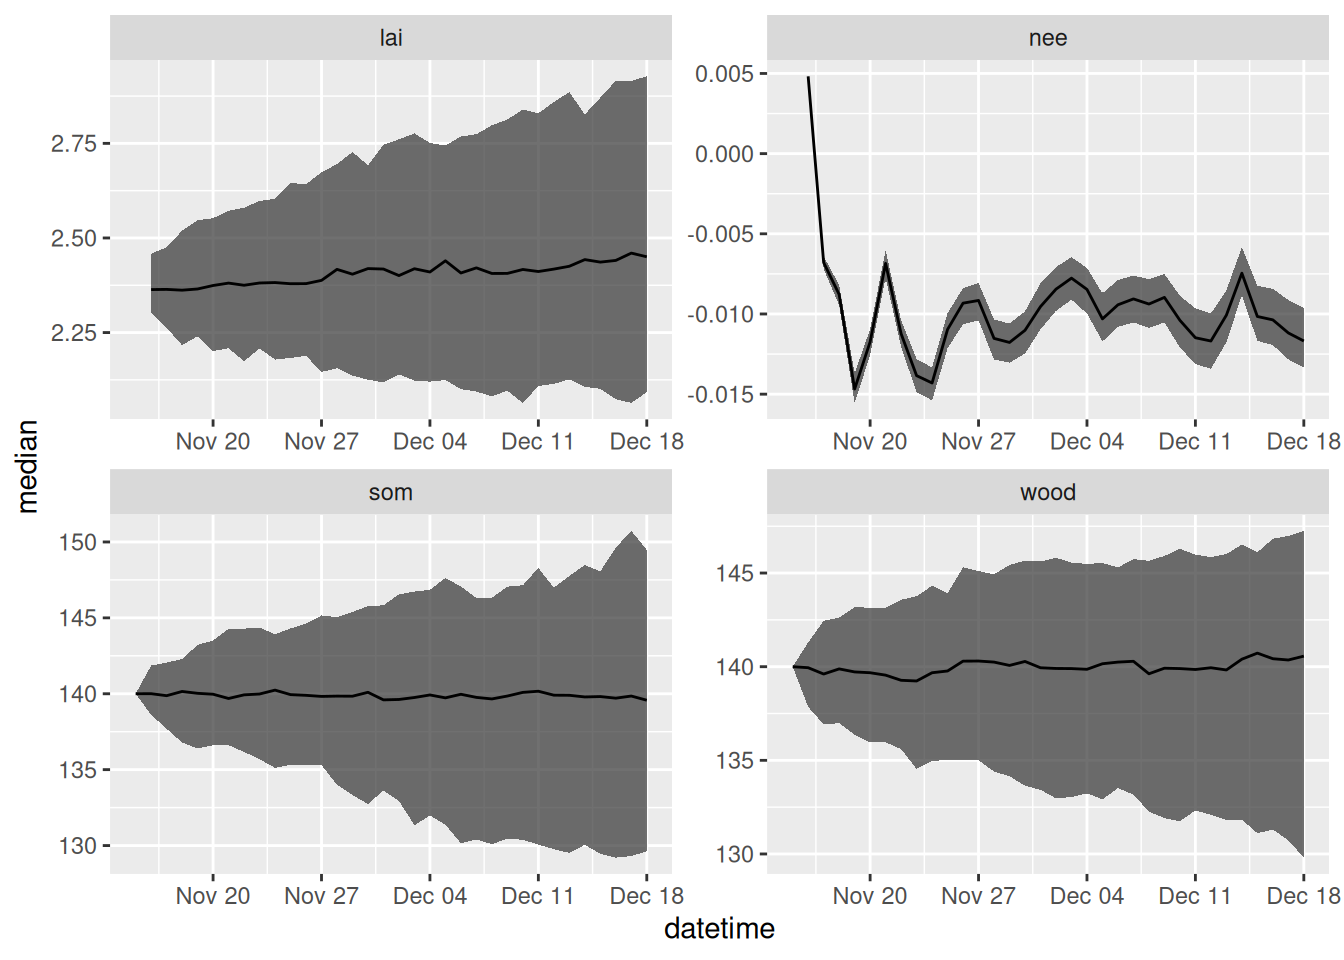 lai
nee
2.75
2.50
2.25
0.005
0.000
-0.005
-0.010
-0.015
Nov 20 Nov 27 Dec 04 Dec 11 Dec 18
Nov 20 Nov 27 Dec 04 Dec 11 Dec 18
median
som
wood
150
145
140
135
130
145
140
135
130
Nov 20 Nov 27 Dec 04 Dec 11 Dec 18
Nov 20 Nov 27 Dec 04 Dec 11 Dec 18
datetime